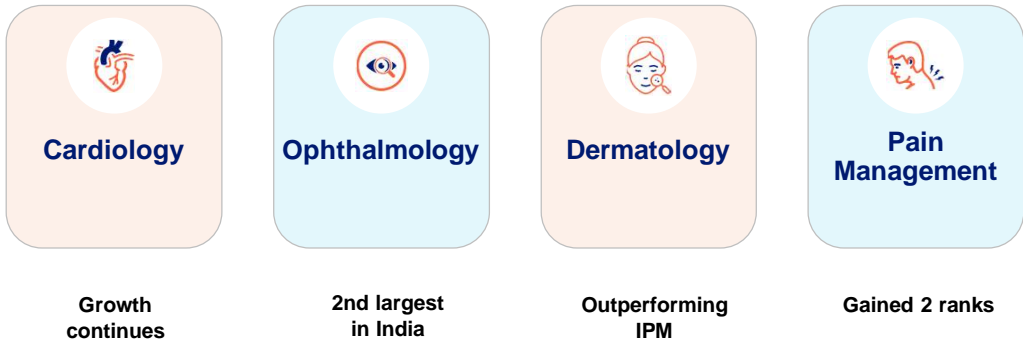 Cardiology
Ophthalmology
Dermatology
Pain
Management
Growth
continues
2nd largest
in India
Outperforming
IPM
Gained 2 ranks